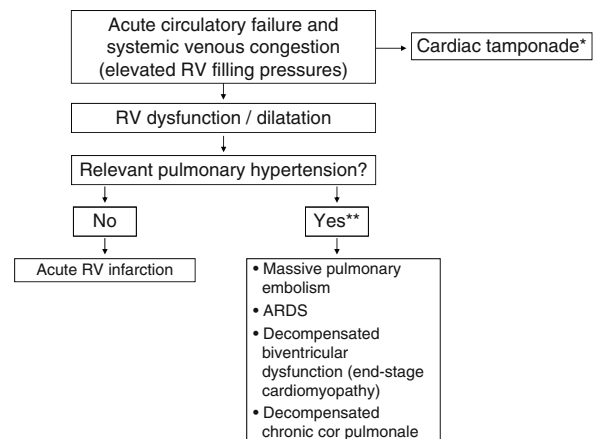 Acute circulatory failure and
systemic venous congestion
(elevated RV filling pressures)
Cardiac tamponade*
RV dysfunction / dilatation
Relevant pulmonary hypertension?
No
Yes**
Acute RV infarction
• Massive pulmonary
embolism
• ARDS
• Decompensated
biventricular
dysfunction (end-stage
cardiomyopathy)
• Decompensated
chronic cor pulmonale